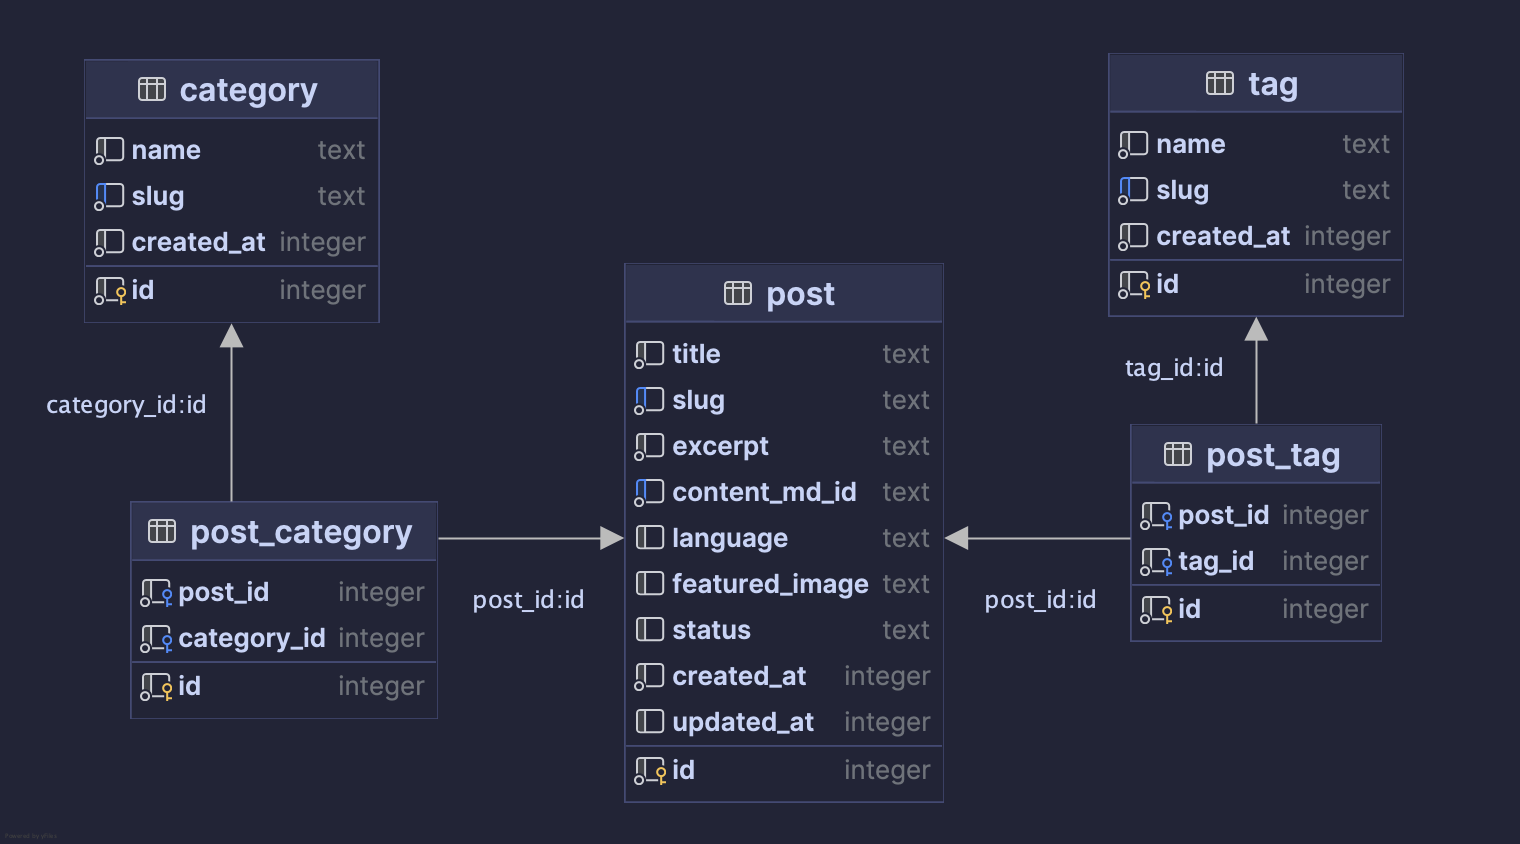 category
name text
slug text
created_at integer
id integer
category_id:id
post_category
post_id integer
category_id integer
id integer
post_id:id
post
title text
slug text
excerpt text
content_md_id text
language text
featured_image text
status text
created_at integer
updated_at integer
id integer
tag
name text
slug text
created_at integer
id integer
tag_id:id
post_tag
post_id integer
tag_id integer
id integer
post_id:id
Powered by yFiles